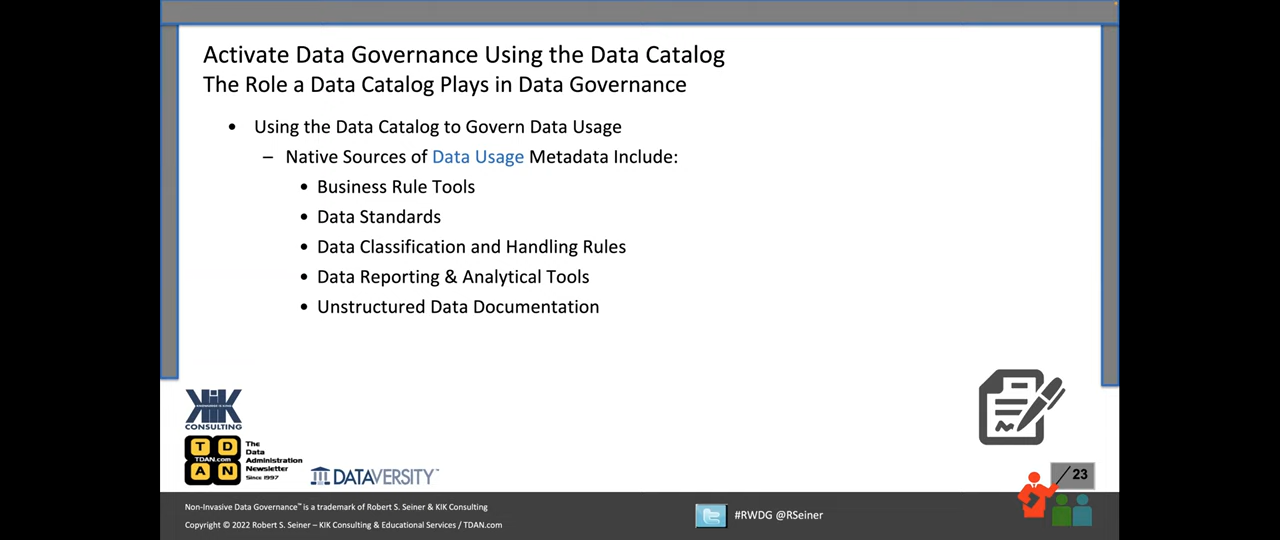 Activate Data Governance Using the Data Catalog
The Role a Data Catalog Plays in Data Governance
• Using the Data Catalog to Govern Data Usage
– Native Sources of Data Usage Metadata Include:
• Business Rule Tools
• Data Standards
• Data Classification and Handling Rules
• Data Reporting & Analytical Tools
• Unstructured Data Documentation
KIK
CONSULTING
T D
TDAN.com
A N
The
Data
Administration
Newsletter
Since 1997
DATAVERSITY™
23
Non-Invasive Data Governance™ is a trademark of Robert S. Seiner & KIK Consulting
Copyright © 2022 Robert S. Seiner – KIK Consulting & Educational Services / TDAN.com
#RWDG @RSeiner